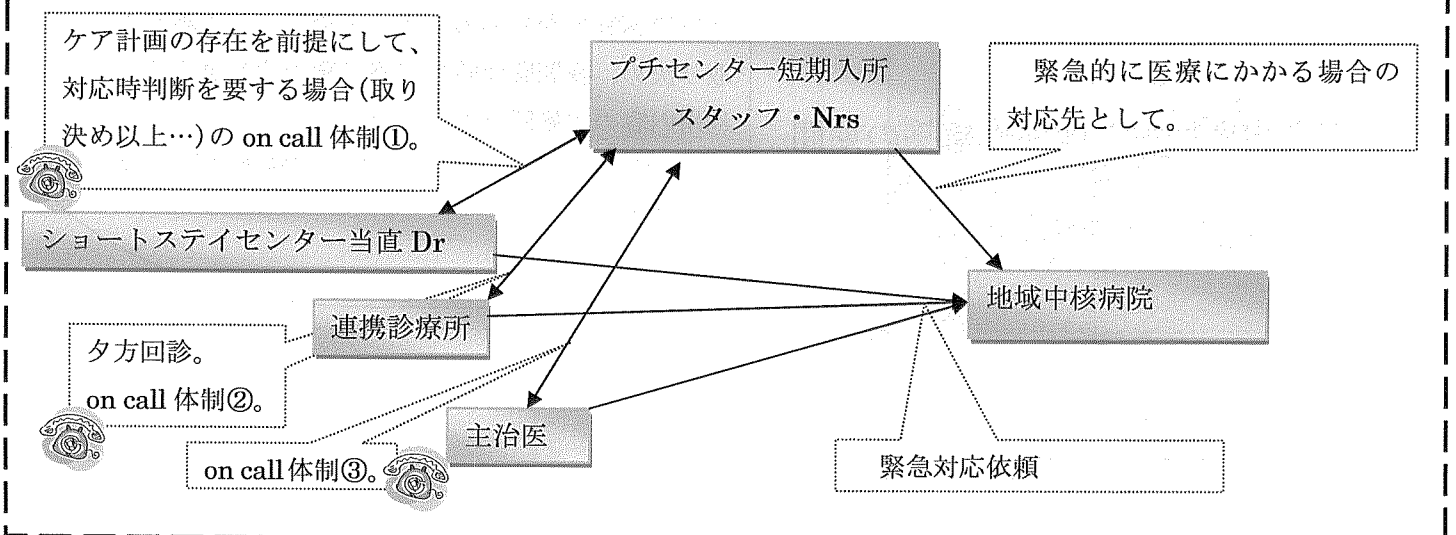 ケア計画の存在を前提にして、
対応時判断を要する場合(取り
決め以上…)の on call 体制①。
プチセンター短期入所
スタッフ・Nrs
緊急的に医療にかかる場合の
対応先として。
ショートステイセンター当直 Dr
地域中核病院
連携診療所
夕方回診。
on call 体制②。
主治医
on call 体制③。
緊急対応依頼